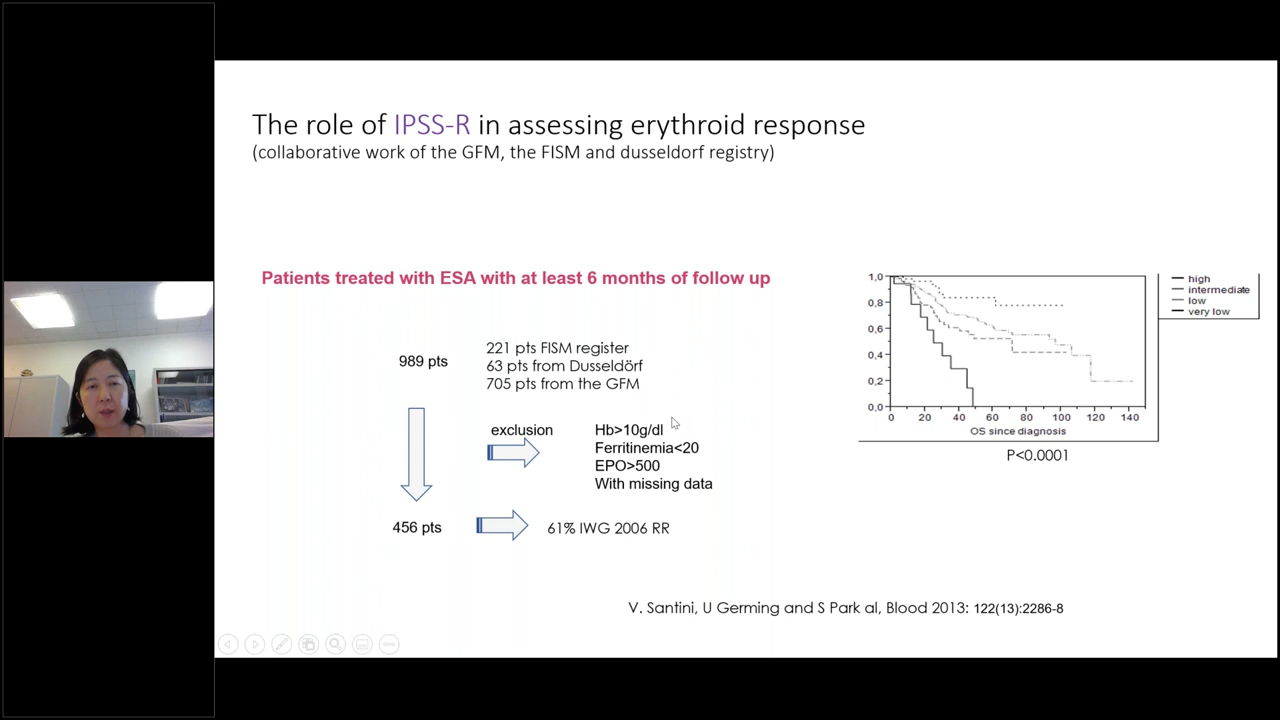 The role of IPSS-R in assessing erythroid response
(collaborative work of the GFM, the FISM and dusseldorf registry)
Patients treated with ESA with at least 6 months of follow up
989 pts
221 pts FISM register
63 pts from Dusseldörf
705 pts from the GFM
exclusion
Hb>10g/dl
Ferritinemia<20
EPO>500
With missing data
456 pts
61% IWG 2006 RR
1,0
0,8
0,6
0,4
0,2
0,0
0 20 40 60 80 100 120 140
OS since diagnosis
high
intermediate
low
very low
P<0.0001
V. Santini, U Germing and S Park al, Blood 2013: 122(13):2286-8